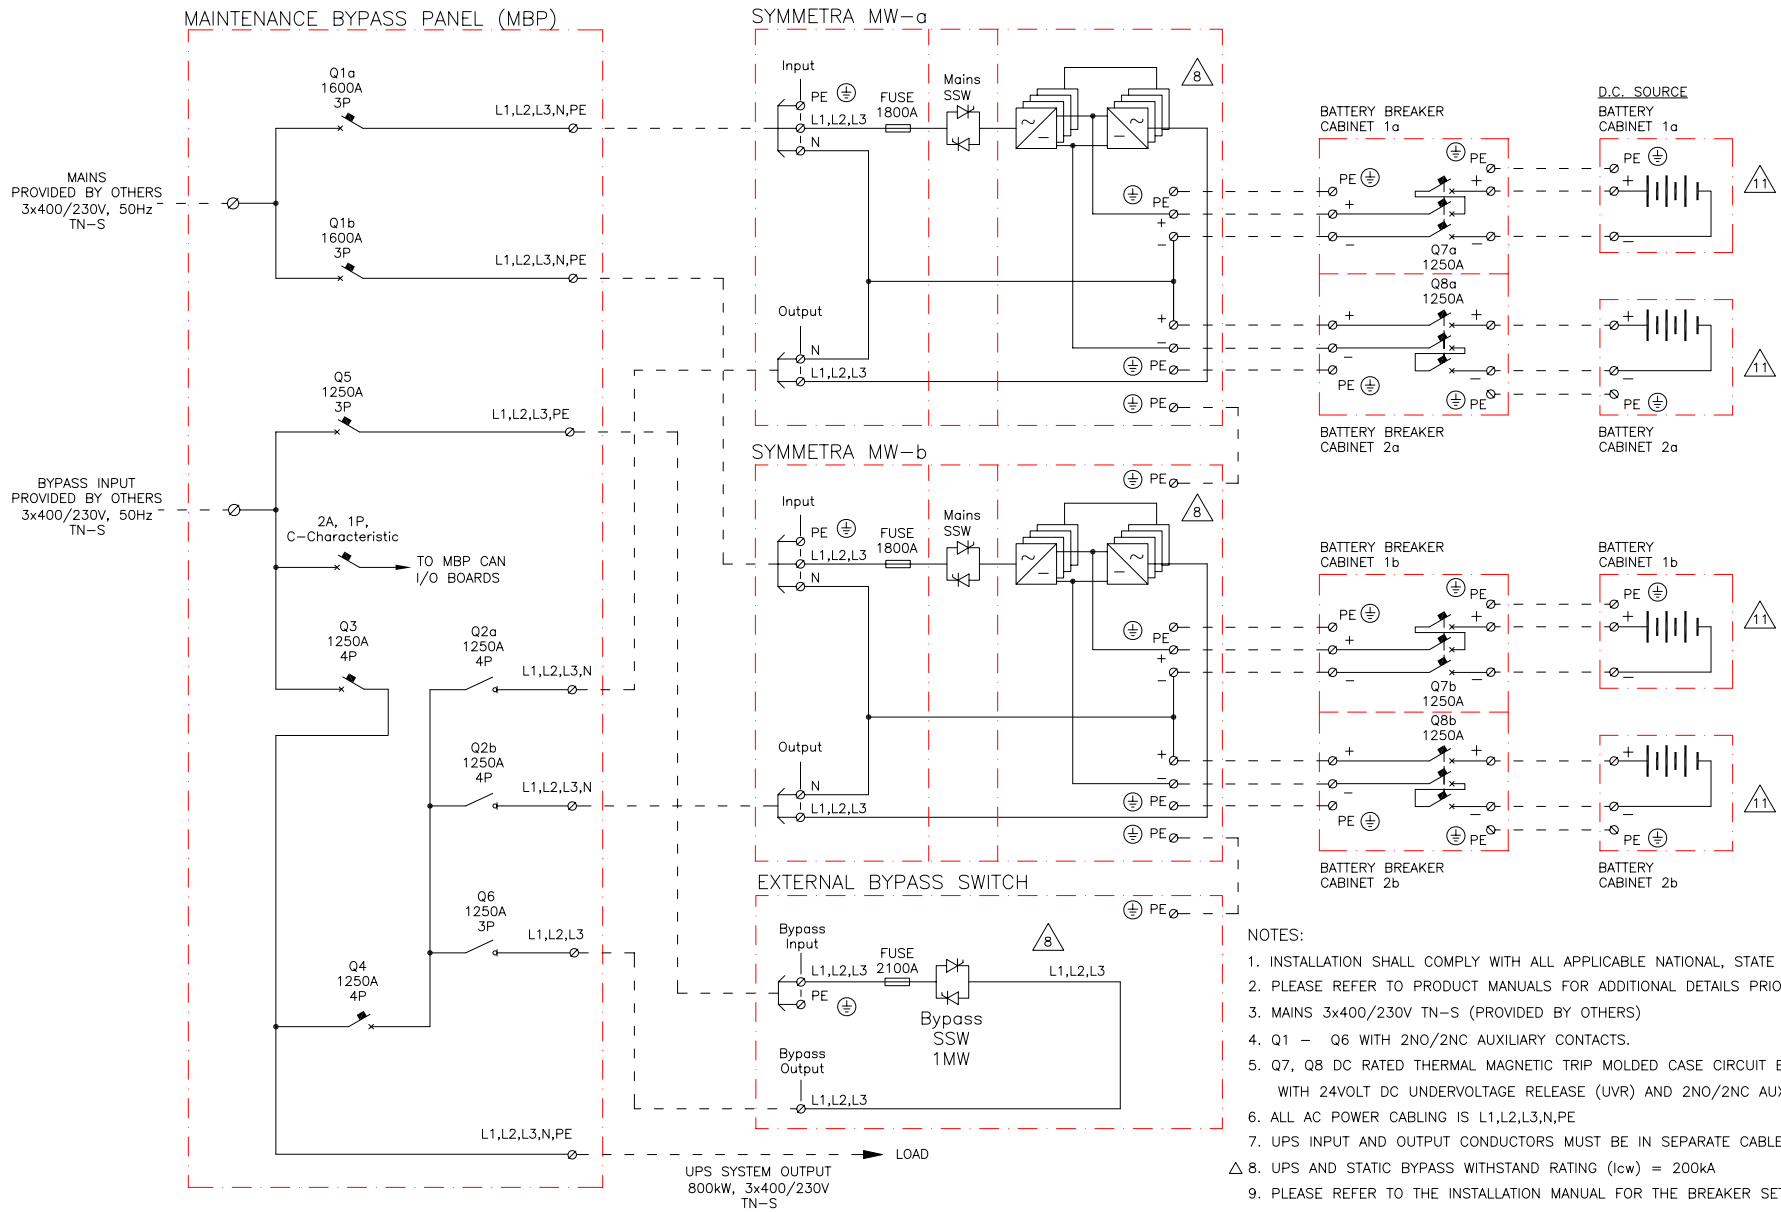 MAINTENANCE BYPASS PANEL (MBP)
Q1a
1600A
3P
L1,L2,L3,N,PE
MAINS
PROVIDED BY OTHERS
3x400/230V, 50Hz
TN-S
Q1b
1600A
3P
L1,L2,L3,N,PE
Q5
1250A
3P
L1,L2,L3,PE
BYPASS INPUT
PROVIDED BY OTHERS
3x400/230V, 50Hz
TN-S
2A, 1P,
C-Characteristic
TO MBP CAN
I/O BOARDS
Q3
1250A
4P
Q2a
1250A
4P
L1,L2,L3,N
Q2b
1250A
4P
L1,L2,L3,N
Q6
1250A
3P
L1,L2,L3
Q4
1250A
4P
L1,L2,L3,N,PE
UPS SYSTEM OUTPUT
800kW, 3x400/230V
TN-S
LOAD
SYMMETRA MW-a
Input
PE
L1,L2,L3
N
FUSE
1800A
Mains
SSW
8
~
-
~
-
PE
+
-
+
-
PE
Output
N
L1,L2,L3
PE
SYMMETRA MW-b
PE
Input
PE
L1,L2,L3
N
FUSE
1800A
Mains
SSW
8
~
-
~
-
PE
+
-
+
-
PE
Output
N
L1,L2,L3
PE
EXTERNAL BYPASS SWITCH
PE
Bypass
Input
L1,L2,L3
PE
FUSE
2100A
8
L1,L2,L3
Bypass
SSW
1MW
Bypass
Output
L1,L2,L3
BATTERY BREAKER
CABINET 1a
PE
PE
+
+
-
-
Q7a
1250A
Q8a
1250A
+
+
-
-
PE
PE
BATTERY BREAKER
CABINET 2a
D.C. SOURCE
BATTERY
CABINET 1a
PE
+
-
11
+
-
PE
11
BATTERY
CABINET 2a
BATTERY BREAKER
CABINET 1b
PE
PE
+
+
-
-
Q7b
1250A
Q8b
1250A
+
+
-
-
PE
PE
BATTERY BREAKER
CABINET 2b
BATTERY
CABINET 1b
PE
+
-
11
+
-
PE
11
BATTERY
CABINET 2b
NOTES:
1. INSTALLATION SHALL COMPLY WITH ALL APPLICABLE NATIONAL, STATE
2. PLEASE REFER TO PRODUCT MANUALS FOR ADDITIONAL DETAILS PRIO
3. MAINS 3x400/230V TN-S (PROVIDED BY OTHERS)
4. Q1 - Q6 WITH 2NO/2NC AUXILIARY CONTACTS.
5. Q7, Q8 DC RATED THERMAL MAGNETIC TRIP MOLDED CASE CIRCUIT
WITH 24VOLT DC UNDERVOLTAGE RELEASE (UVR) AND 2NO/2NC AUX
6. ALL AC POWER CABLING IS L1,L2,L3,N,PE
7. UPS INPUT AND OUTPUT CONDUCTORS MUST BE IN SEPARATE CABLE
8. UPS AND STATIC BYPASS WITHSTAND RATING (Icw) = 200kA
9. PLEASE REFER TO THE INSTALLATION MANUAL FOR THE BREAKER SET